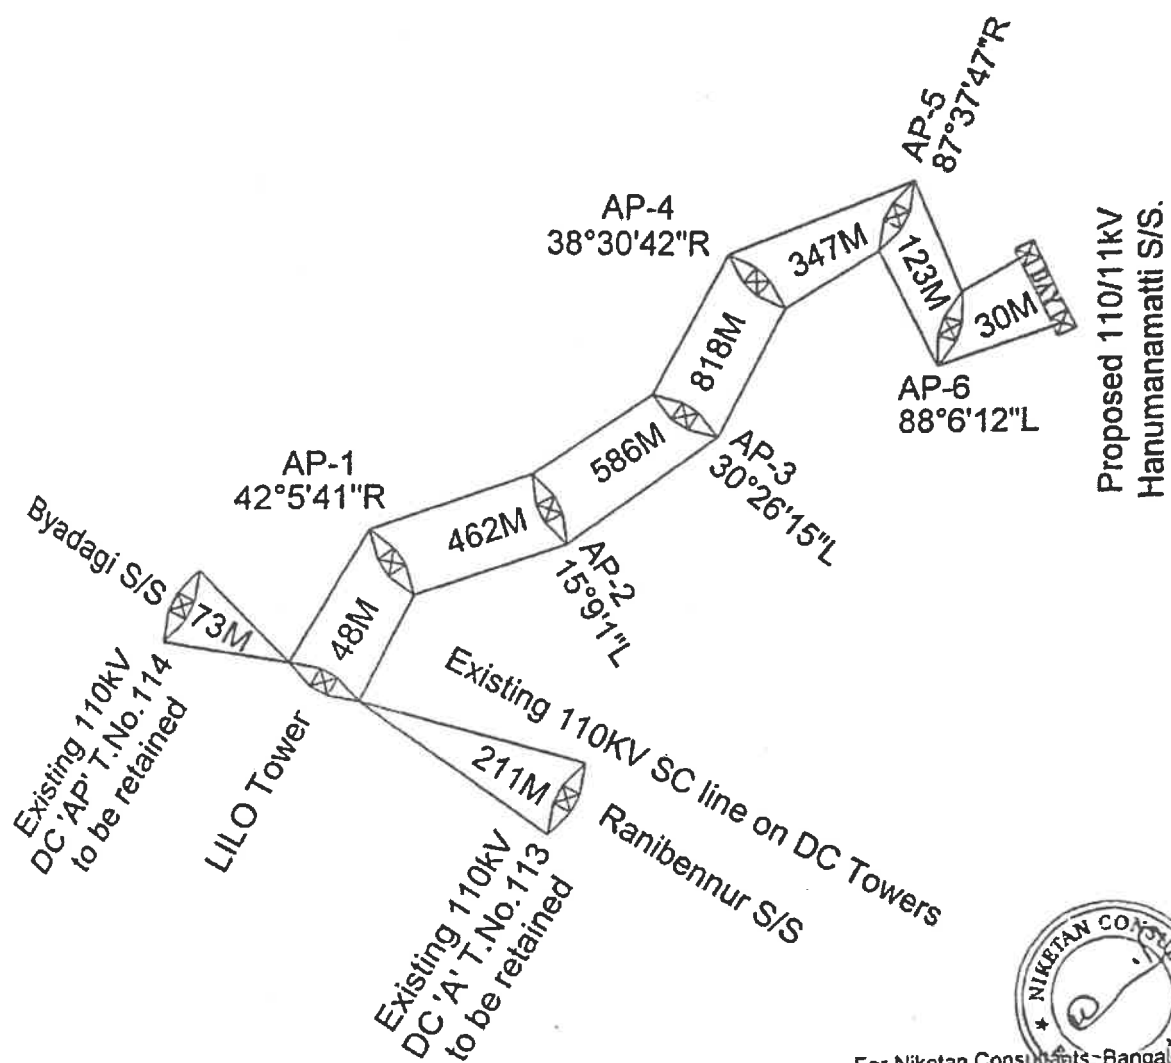 AP-5
87°37'47"R
AP-4
38°30'42"R
347M
123M
BAY
30M
Proposed 110/11kV
Hanumanamatti S/S.
818M
AP-6
88°6'12"L
AP-1
42°5'41"R
586M
AP-3
30°26'15"L
462M
AP-2
15°9'1"L
Byadagi S/S
73M
48M
Existing 110kV
DC 'AP' T.No.114
to be retained
LILO Tower
Existing 110KV SC line on DC Towers
211M
Ranibennur S/S
Existing 110kV
DC 'A' T.No.113
to be retained
★ NIKETAN
For Niketan Consultants-Bangal